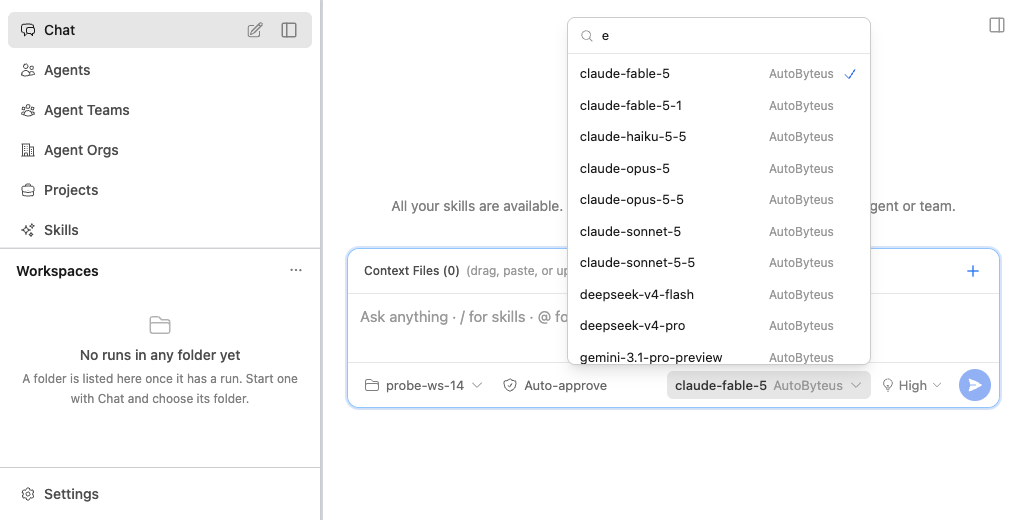 Chat
Agents
Agent Teams
Agent Orgs
Projects
Skills
Workspaces
No runs in any folder yet
A folder is listed here once it has a run. Start one
with Chat and choose its folder.
Settings
e
claude-fable-5 AutoByteus
claude-fable-5-1 AutoByteus
claude-haiku-5-5 AutoByteus
claude-opus-5 AutoByteus
claude-opus-5-5 AutoByteus
claude-sonnet-5 AutoByteus
claude-sonnet-5-5 AutoByteus
deepseek-v4-flash AutoByteus
deepseek-v4-pro AutoByteus
gemini-3.1-pro-preview AutoByteus
All your skills are available. gent or team.
Context Files (0) (drag, paste, or up
Ask anything · / for skills · @ fo
probe-ws-14 Auto-approve claude-fable-5 AutoByteus High